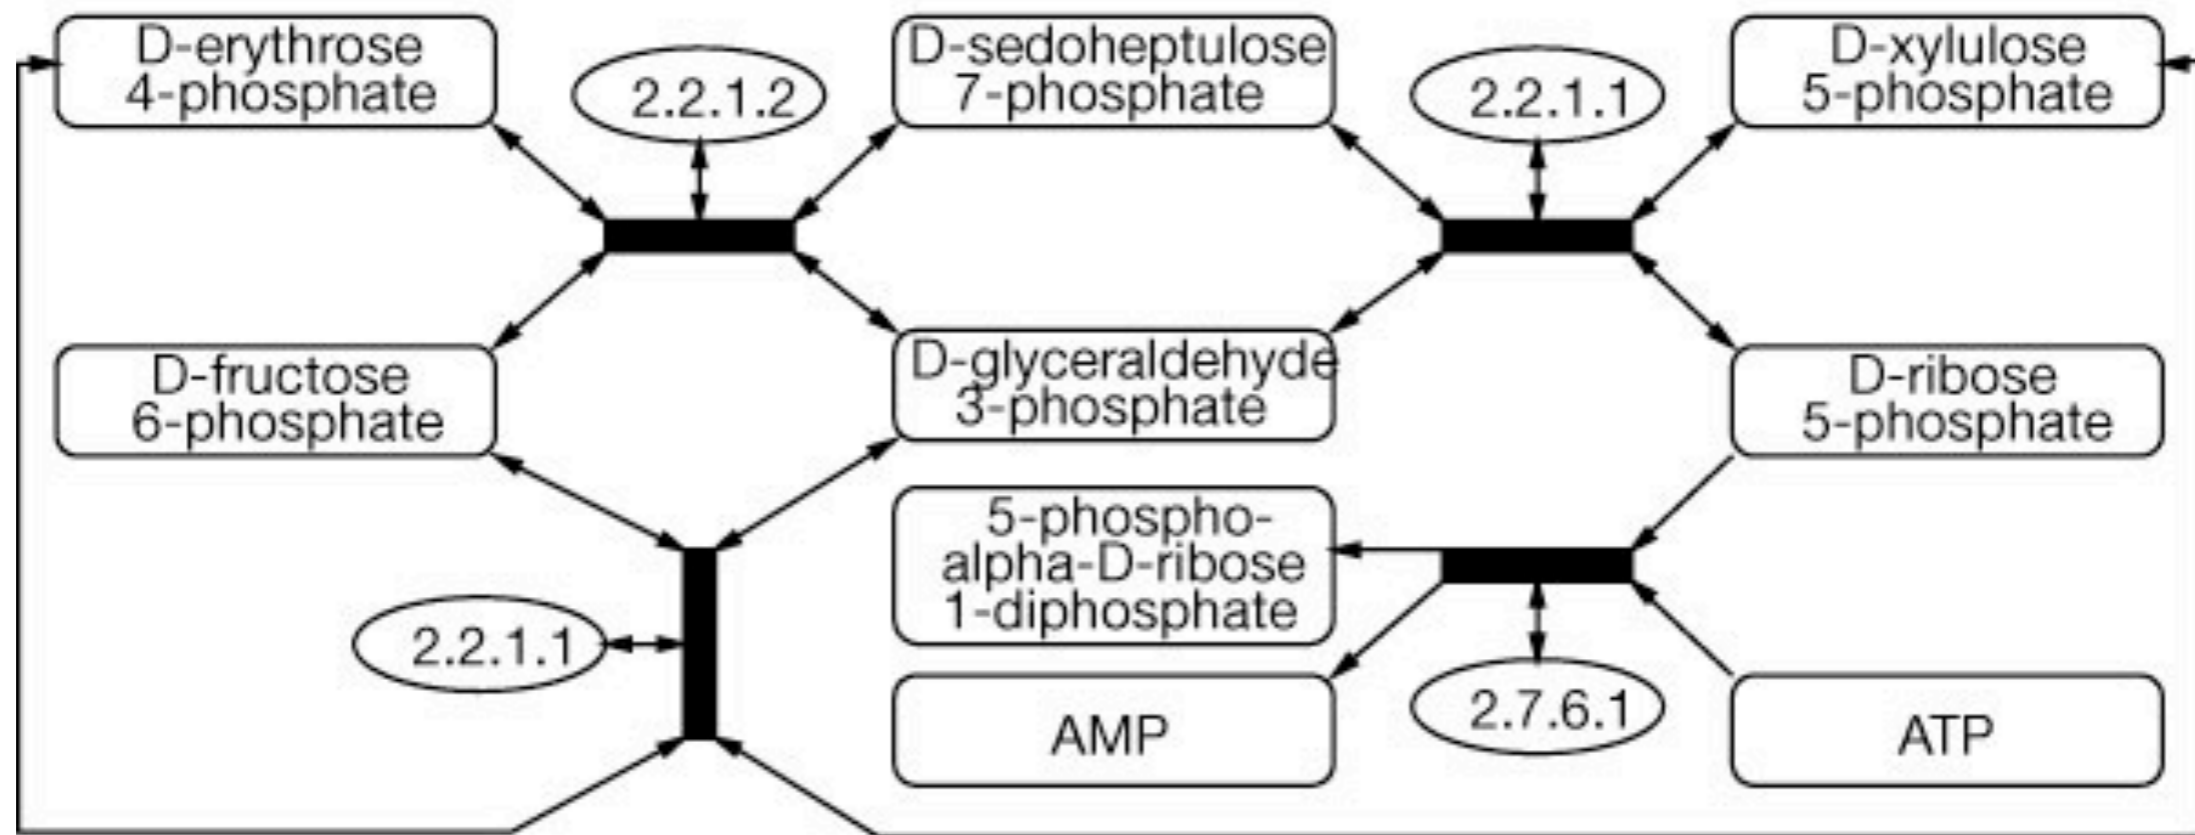 D-erythrose
4-phosphate
2.2.1.2
D-sedoheptulose
7-phosphate
2.2.1.1
D-xylulose
5-phosphate
D-fructose
6-phosphate
D-glyceraldehyde
3-phosphate
D-ribose
5-phosphate
5-phospho-
alpha-D-ribose
1-diphosphate
2.2.1.1
AMP
2.7.6.1
ATP